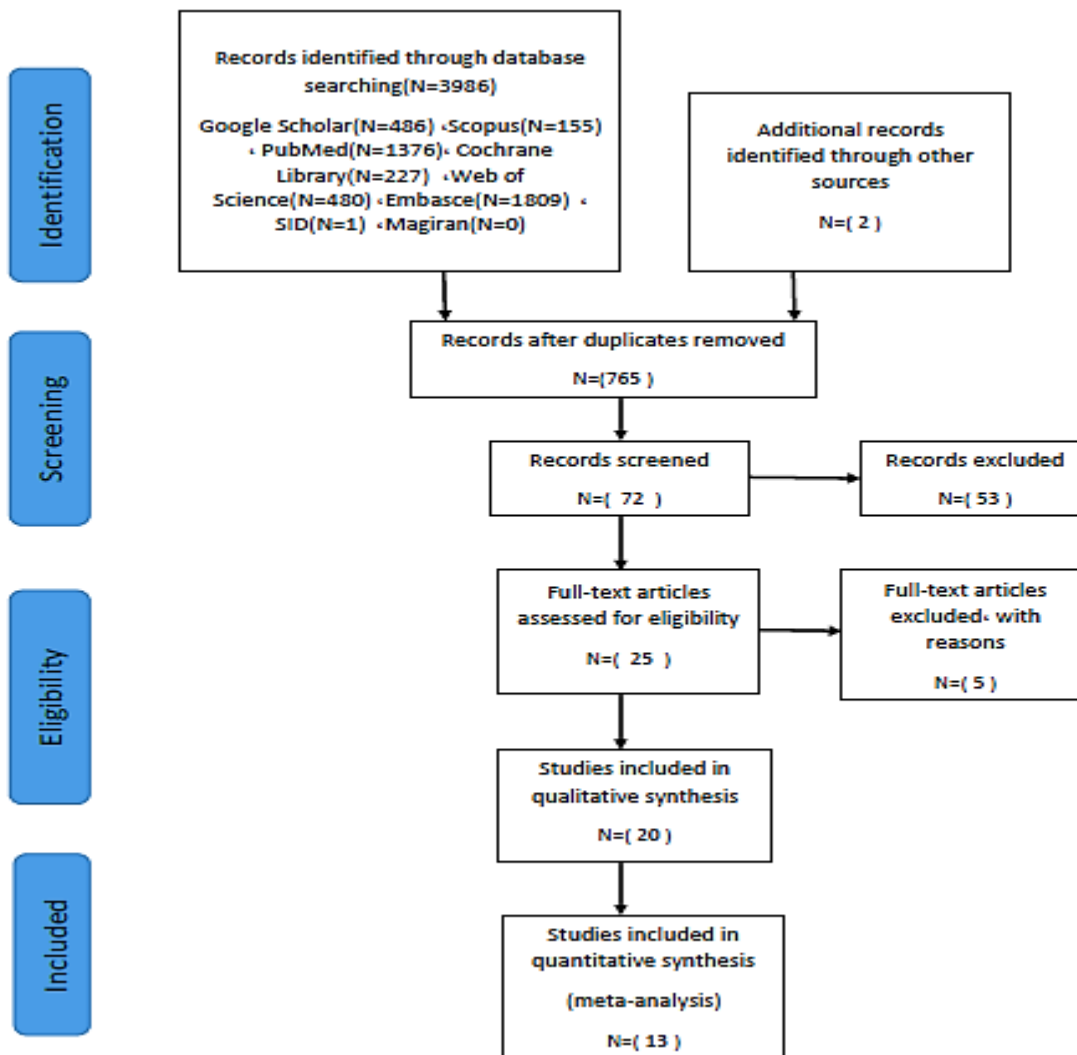 Identification
Records identified through database
searching(N=3986)
Google Scholar(N=486) ،Scopus(N=155)
، PubMed(N=1376)، Cochrane
Library(N=227) ،Web of
Science(N=480) ،Embasce(N=1809) ،
SID(N=1) ،Magiran(N=0)
Additional records
identified through other
sources
N=( 2 )
Screening
Records after duplicates removed
N=(765 )
Records screened
N=( 72 )
Records excluded
N=( 53 )
Eligibility
Full-text articles
assessed for eligibility
N=( 25 )
Full-text articles
excluded، with
reasons
N=( 5 )
Studies included in
qualitative synthesis
N=( 20 )
Included
Studies included in
quantitative synthesis
(meta-analysis)
N=( 13 )